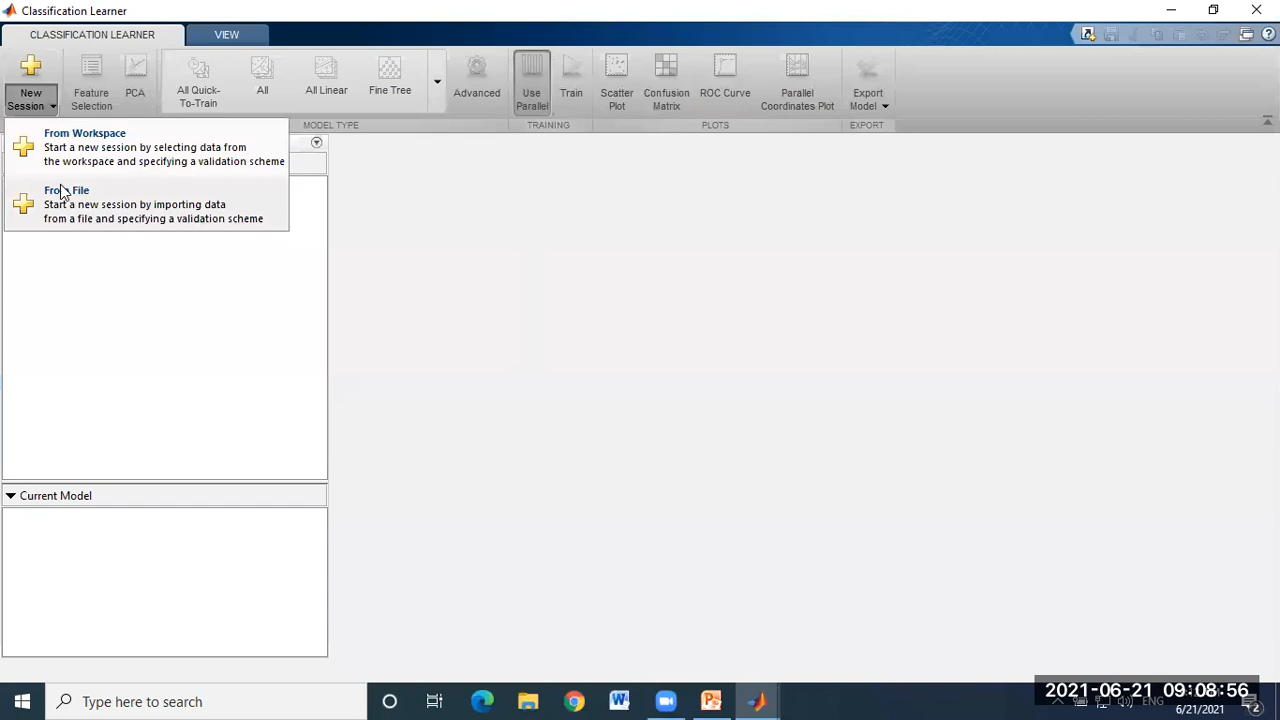 Classification Learner
CLASSIFICATION LEARNER
VIEW
New
Session
Feature
Selection
PCA
All Quick-
To-Train
All
All Linear
Fine Tree
Advanced
Use
Parallel
Train
Scatter
Plot
Confusion
Matrix
ROC Curve
Parallel
Coordinates Plot
Export
Model
MODEL TYPE
TRAINING
PLOTS
EXPORT
From Workspace
Start a new session by selecting data from
the workspace and specifying a validation scheme
From File
Start a new session by importing data
from a file and specifying a validation scheme
Current Model
Type here to search
2021-06-21 09:08:56
ENG
6/21/2021
2